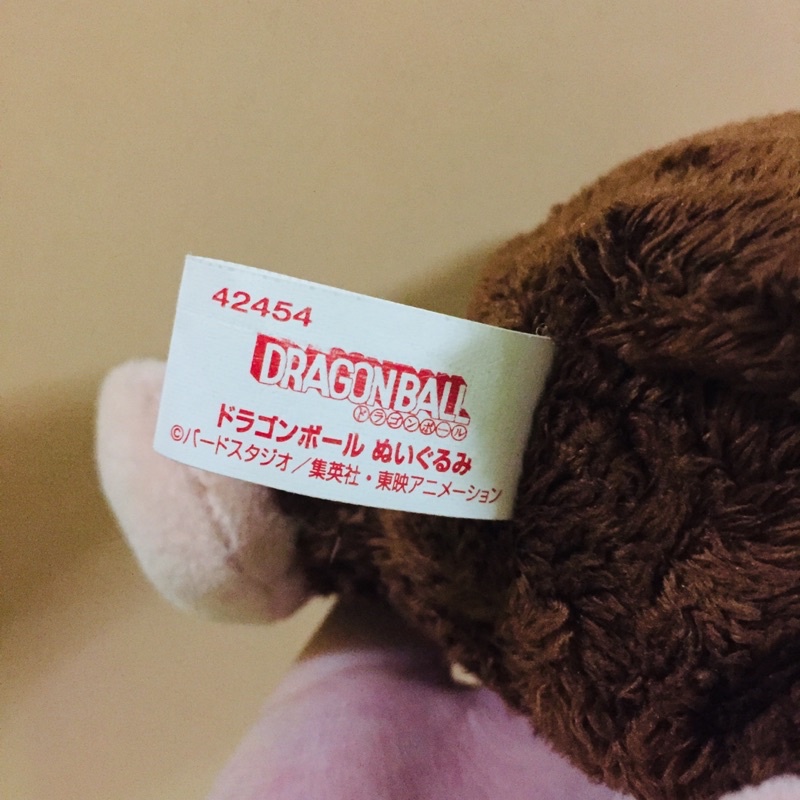 42454
DRAGON BALL
ドラゴンボール
ドラゴンボール ぬいぐるみ
©バードスタジオ／集英社・東映アニメーション